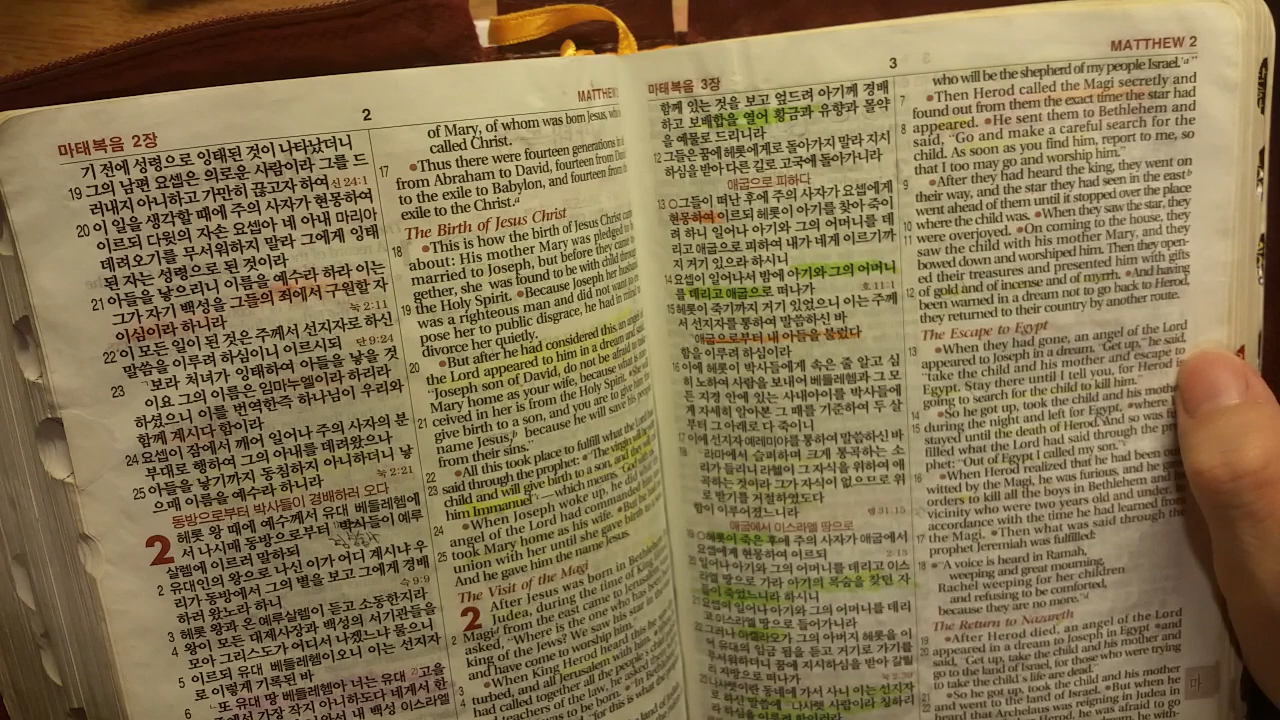 2
MATTHEW
마태복음 2장
기 전에 성령으로 잉태된 것이 나타났더니
19 그의 남편 요셉은 의로운 사람이라 그를 드
러내지 아니하고 가만히 끊고자 하여 신 24:1
20 이 일을 생각할 때에 주의 사자가 현몽하여
이르되 다윗의 자손 요셉아 네 아내 마리아
데려오기를 무서워하지 말라 그에게 잉태
된 자는 성령으로 된 것이라
21 아들을 낳으리니 이름을 예수라 하라 이는
그가 자기 백성을 그들의 죄에서 구원할 자
이심이라 하니라 눅 2:11
22 이 모든 일이 된 것은 주께서 선지자로 하신
말씀을 이루려 하심이니 이르시되 단 9:24
23 보라 처녀가 잉태하여 아들을 낳을 것
이요 그의 이름은 임마누엘이라 하리라
하셨으니 이를 번역한즉 하나님이 우리와
함께 계시다 함이라
24 요셉이 잠에서 깨어 일어나 주의 사자의 분
부대로 행하여 그의 아내를 데려왔으나
25 아들을 낳기까지 동침하지 아니하더니 낳
으매 이름을 예수라 하니라 눅 2:21
동방으로부터 박사들이 경배하러 오다
2 헤롯 왕 때에 예수께서 유대 베들레헴에
서 나시매 동방으로부터 박사들이 예루
살렘에 이르러 말하되
2 유대인의 왕으로 나신 이가 어디 계시냐 우
리가 동방에서 그의 별을 보고 그에게 경배
하러 왔노라 하니 슥 9:9
3 헤롯 왕과 온 예루살렘이 듣고 소동한지라
4 왕이 모든 대제사장과 백성의 서기관들을
모아 그리스도가 어디서 나겠느냐 물으니
5 이르되 유대 베들레헴이오니 이는 선지자
로 이렇게 기록된 바
6 또 유대 땅 베들레헴아 너는 유대 고을
of Mary, of whom was born Jesus,
called Christ.
17 Thus there were fourteen generations in
from Abraham to David, fourteen from
to the exile to Babylon, and fourteen from
exile to the Christ.a
The Birth of Jesus Christ
18 This is how the birth of Jesus Christ
about: His mother Mary was pledged to
married to Joseph, but before they came
gether, she was found to be with child through
19 the Holy Spirit. Because Joseph her
was a righteous man and did not want to
pose her to public disgrace, he had in mind
divorce her quietly.
20 But after he had considered this, an
the Lord appeared to him in a dream and
"Joseph son of David, do not be afraid to
Mary home as your wife, because what is
ceived in her is from the Holy Spirit. She
21 give birth to a son, and you are to give
name Jesus,b because he will save his people
from their sins."
22 All this took place to fulfill what the Lord
23 said through the prophet: "The virgin will be
child and will give birth to a son, and they will
him Immanuel"—which means, "God
24 When Joseph woke up, he did what
angel of the Lord had commanded him
took Mary home as his wife. But he
25 union with her until she gave birth to
And he gave him the name Jesus.
The Visit of the Magi
2 After Jesus was born in Bethlehem
Judea, during the time of King
2 Magi from the east came to Jerusalem
asked, "Where is the one who has been
king of the Jews? We saw his star in the
and have come to worship him."
3 When King Herod heard this he was
turbed, and all Jerusalem with him.
4 had called together all the people's
teachers of the law, he asked
3
MATTHEW 2
마태복음 3장
함께 있는 것을 보고 엎드려 아기께 경배
하고 보배합을 열어 황금과 유향과 몰약
을 예물로 드리니라
12 그들은 꿈에 헤롯에게로 돌아가지 말라 지시
하심을 받아 다른 길로 고국에 돌아가니라
애굽으로 피하다
13 ○그들이 떠난 후에 주의 사자가 요셉에게
현몽하여 이르되 헤롯이 아기를 찾아 죽이
려 하니 일어나 아기와 그의 어머니를 데
리고 애굽으로 피하여 내가 네게 이르기까
지 거기 있으라 하시니
14 요셉이 일어나서 밤에 아기와 그의 어머니
를 데리고 애굽으로 떠나가 호 11:1
15 헤롯이 죽기까지 거기 있었으니 이는 주께
서 선지자를 통하여 말씀하신 바
애굽으로부터 내 아들을 불렀다
함을 이루려 하심이라
16 이에 헤롯이 박사들에게 속은 줄 알고 심
히 노하여 사람을 보내어 베들레헴과 그 모
든 지경 안에 있는 사내아이를 박사들에게
게 자세히 알아본 그 때를 기준하여 두 살
부터 그 아래로 다 죽이니
17 이에 선지자 예레미야를 통하여 말씀하신 바
18 라마에서 슬퍼하며 크게 통곡하는 소
리가 들리니 라헬이 그 자식을 위하여 애
곡하는 것이라 그가 자식이 없으므로 위
로 받기를 거절하였도다
함이 이루어졌느니라 렘 31:15
애굽에서 이스라엘 땅으로
19 ○헤롯이 죽은 후에 주의 사자가 애굽에서
요셉에게 현몽하여 이르되 2:13
20 일어나 아기와 그의 어머니를 데리고 이스
라엘 땅으로 가라 아기의 목숨을 찾던 자
들이 죽었느니라 하시니
21 요셉이 일어나 아기와 그의 어머니를 데리
고 이스라엘 땅으로 들어가니라
22 그러나 아켈라오가 그의 아버지 헤롯을 이
어 유대의 임금 됨을 듣고 거기로 가기를
무서워하더니 꿈에 지시하심을 받아 갈릴
리 지방으로 떠나가
23 나사렛이란 동네에 가서 사니 이는 선지자
로 하신 말씀에 나사렛 사람이라 칭하리
who will be the shepherd of my people Israel.'a"
7 Then Herod called the Magi secretly and
found out from them the exact time the star had
8 appeared. He sent them to Bethlehem and
said, "Go and make a careful search for the
child. As soon as you find him, report to me, so
that I too may go and worship him."
9 After they had heard the king, they went on
their way, and the star they had seen in the eastb
went ahead of them until it stopped over the place
10 where the child was. When they saw the star, they
11 were overjoyed. On coming to the house, they
saw the child with his mother Mary, and they
bowed down and worshiped him. Then they open-
ed their treasures and presented him with gifts
12 of gold and of incense and of myrrh. And having
been warned in a dream not to go back to Herod,
they returned to their country by another route.
The Escape to Egypt
13 When they had gone, an angel of the Lord
appeared to Joseph in a dream. "Get up," he said,
"take the child and his mother and escape to
Egypt. Stay there until I tell you, for Herod is
going to search for the child to kill him."
14 So he got up, took the child and his mother
15 during the night and left for Egypt, where
stayed until the death of Herod. And so was
filled what the Lord had said through the
phet: "Out of Egypt I called my son."
16 When Herod realized that he had been
witted by the Magi, he was furious, and he
orders to kill all the boys in Bethlehem and
vicinity who were two years old and under,
accordance with the time he had learned
17 the Magi. Then what was said through the
prophet Jeremiah was fulfilled:
18 "A voice is heard in Ramah,
weeping and great mourning,
Rachel weeping for her children
and refusing to be comforted,
because they are no more."d
The Return to Nazareth
19 After Herod died, an angel of the Lord
20 appeared in a dream to Joseph in Egypt and
said, "Get up, take the child and his mother and
go to the land of Israel, for those who were trying
to take the child's life are dead."
21 So he got up, took the child and his mother
22 and went to the land of Israel. But when he
heard that Archelaus was reigning in Judea in
마